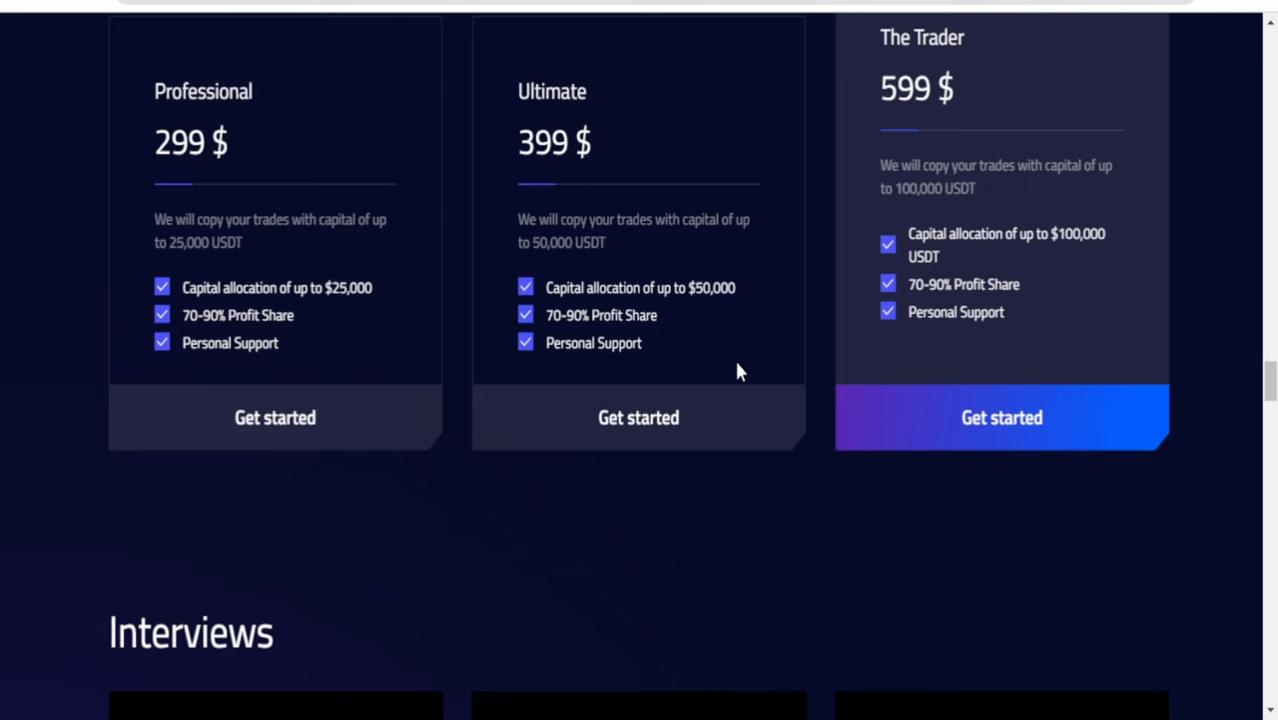 Professional
299 $
We will copy your trades with capital of up
to 25,000 USDT
Capital allocation of up to $25,000
70-90% Profit Share
Personal Support
Get started
Ultimate
399 $
We will copy your trades with capital of up
to 50,000 USDT
Capital allocation of up to $50,000
70-90% Profit Share
Personal Support
Get started
The Trader
599 $
We will copy your trades with capital of up
to 100,000 USDT
Capital allocation of up to $100,000
USDT
70-90% Profit Share
Personal Support
Get started
Interviews